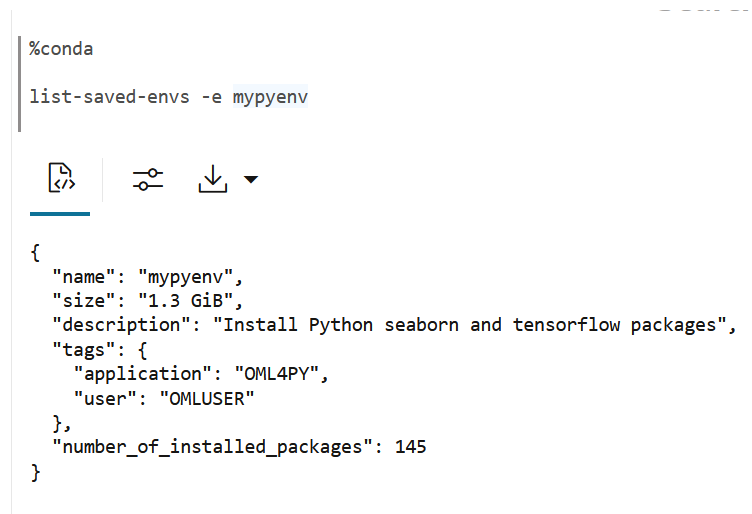 %conda
list-saved-envs -e mypyenv
{
  "name": "mypyenv",
  "size": "1.3 GiB",
  "description": "Install Python seaborn and tensorflow packages",
  "tags": {
    "application": "OML4PY",
    "user": "OMLUSER"
  },
  "number_of_installed_packages": 145
}